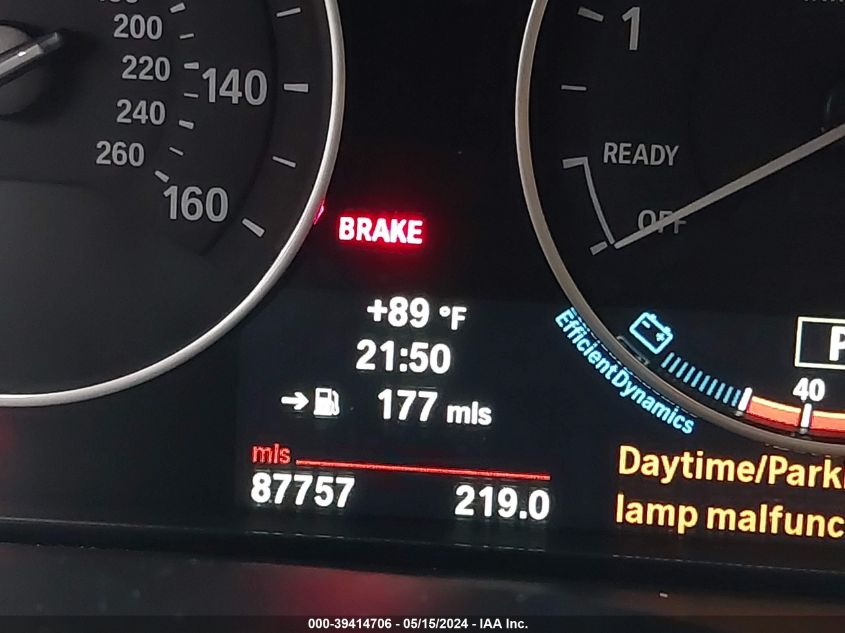 200
220
240
260
140
160
BRAKE
+89 °F
21:50
177 mls
mls
87757 219.0
1
READY
OFF
EfficientDynamics
P
40
Daytime/Parki
lamp malfunc
000-39414706 - 05/15/2024 - IAA Inc.